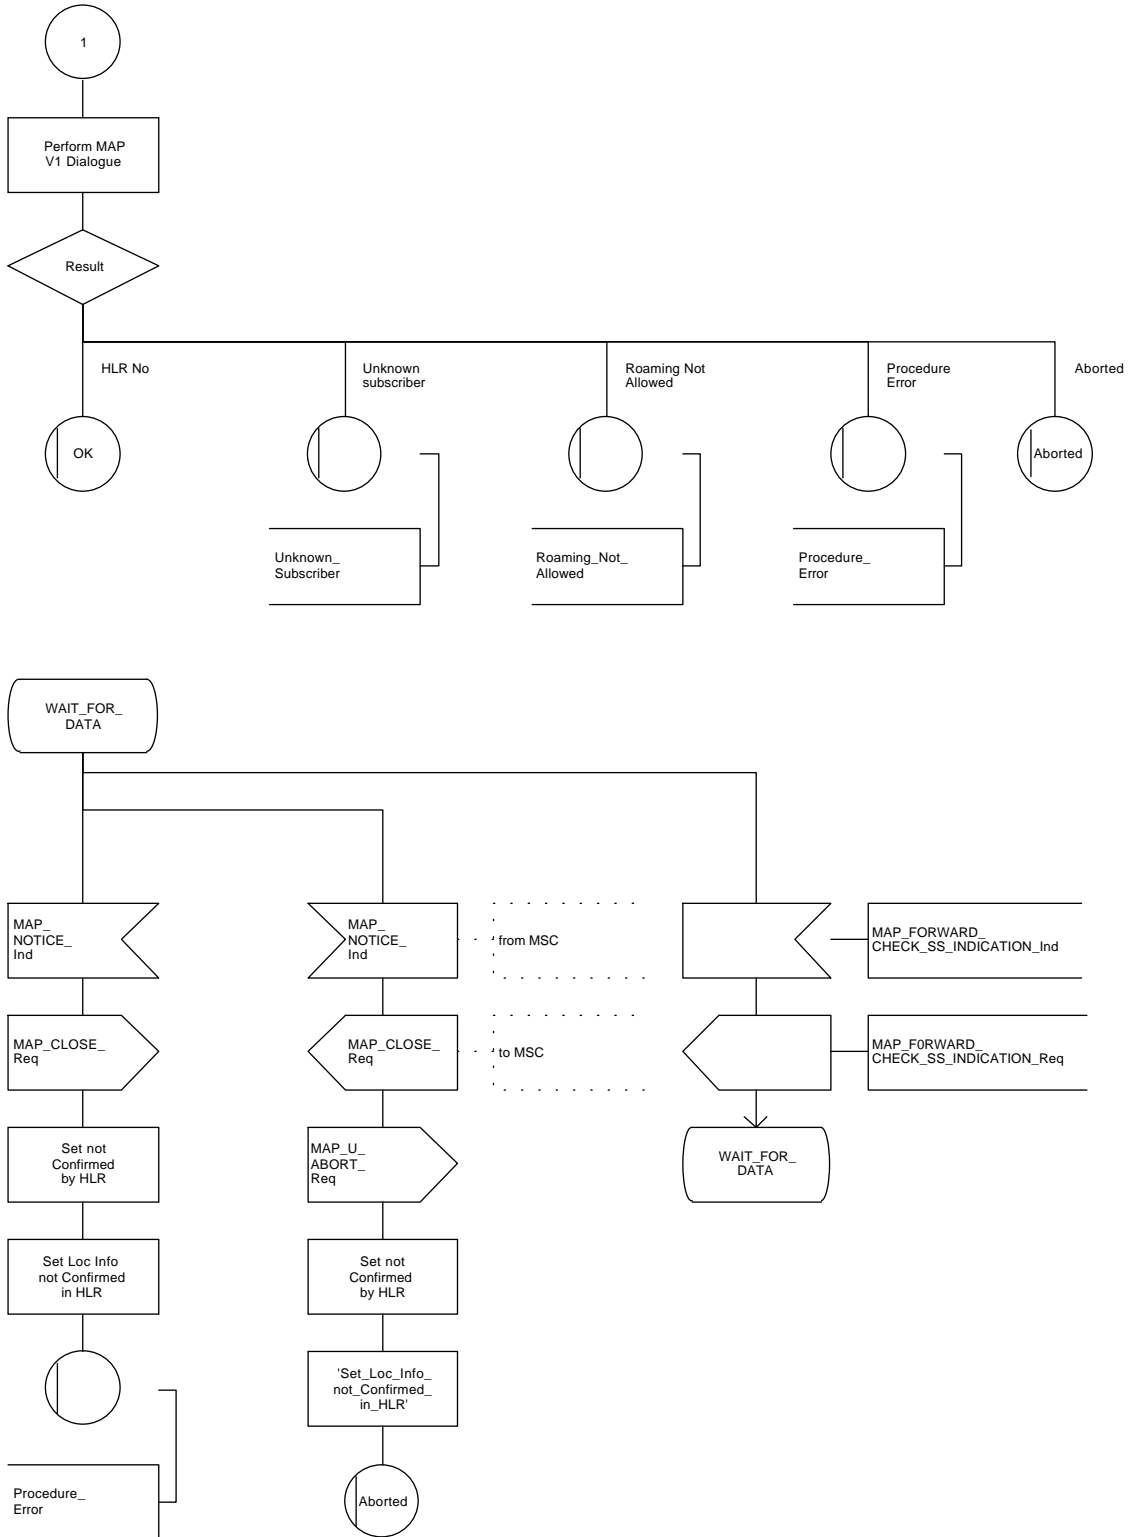 1
Perform MAP
V1 Dialogue
Result
HLR No
Unknown
subscriber
Roaming Not
Allowed
Procedure
Error
Aborted
OK
Aborted
Unknown_
Subscriber
Roaming_Not_
Allowed
Procedure_
Error
WAIT_FOR_
DATA
MAP_
NOTICE_
Ind
MAP_
NOTICE_
Ind
from MSC
MAP_FORWARD_
CHECK_SS_INDICATION_Ind
MAP_CLOSE_
Req
MAP_CLOSE_
Req
to MSC
MAP_F0RWARD_
CHECK_SS_INDICATION_Req
Set not
Confirmed
by HLR
MAP_U_
ABORT_
Req
WAIT_FOR_
DATA
Set Loc Info
not Confirmed
in HLR
Set not
Confirmed
by HLR
'Set_Loc_Info_
not_Confirmed_
in_HLR'
Procedure_
Error
Aborted